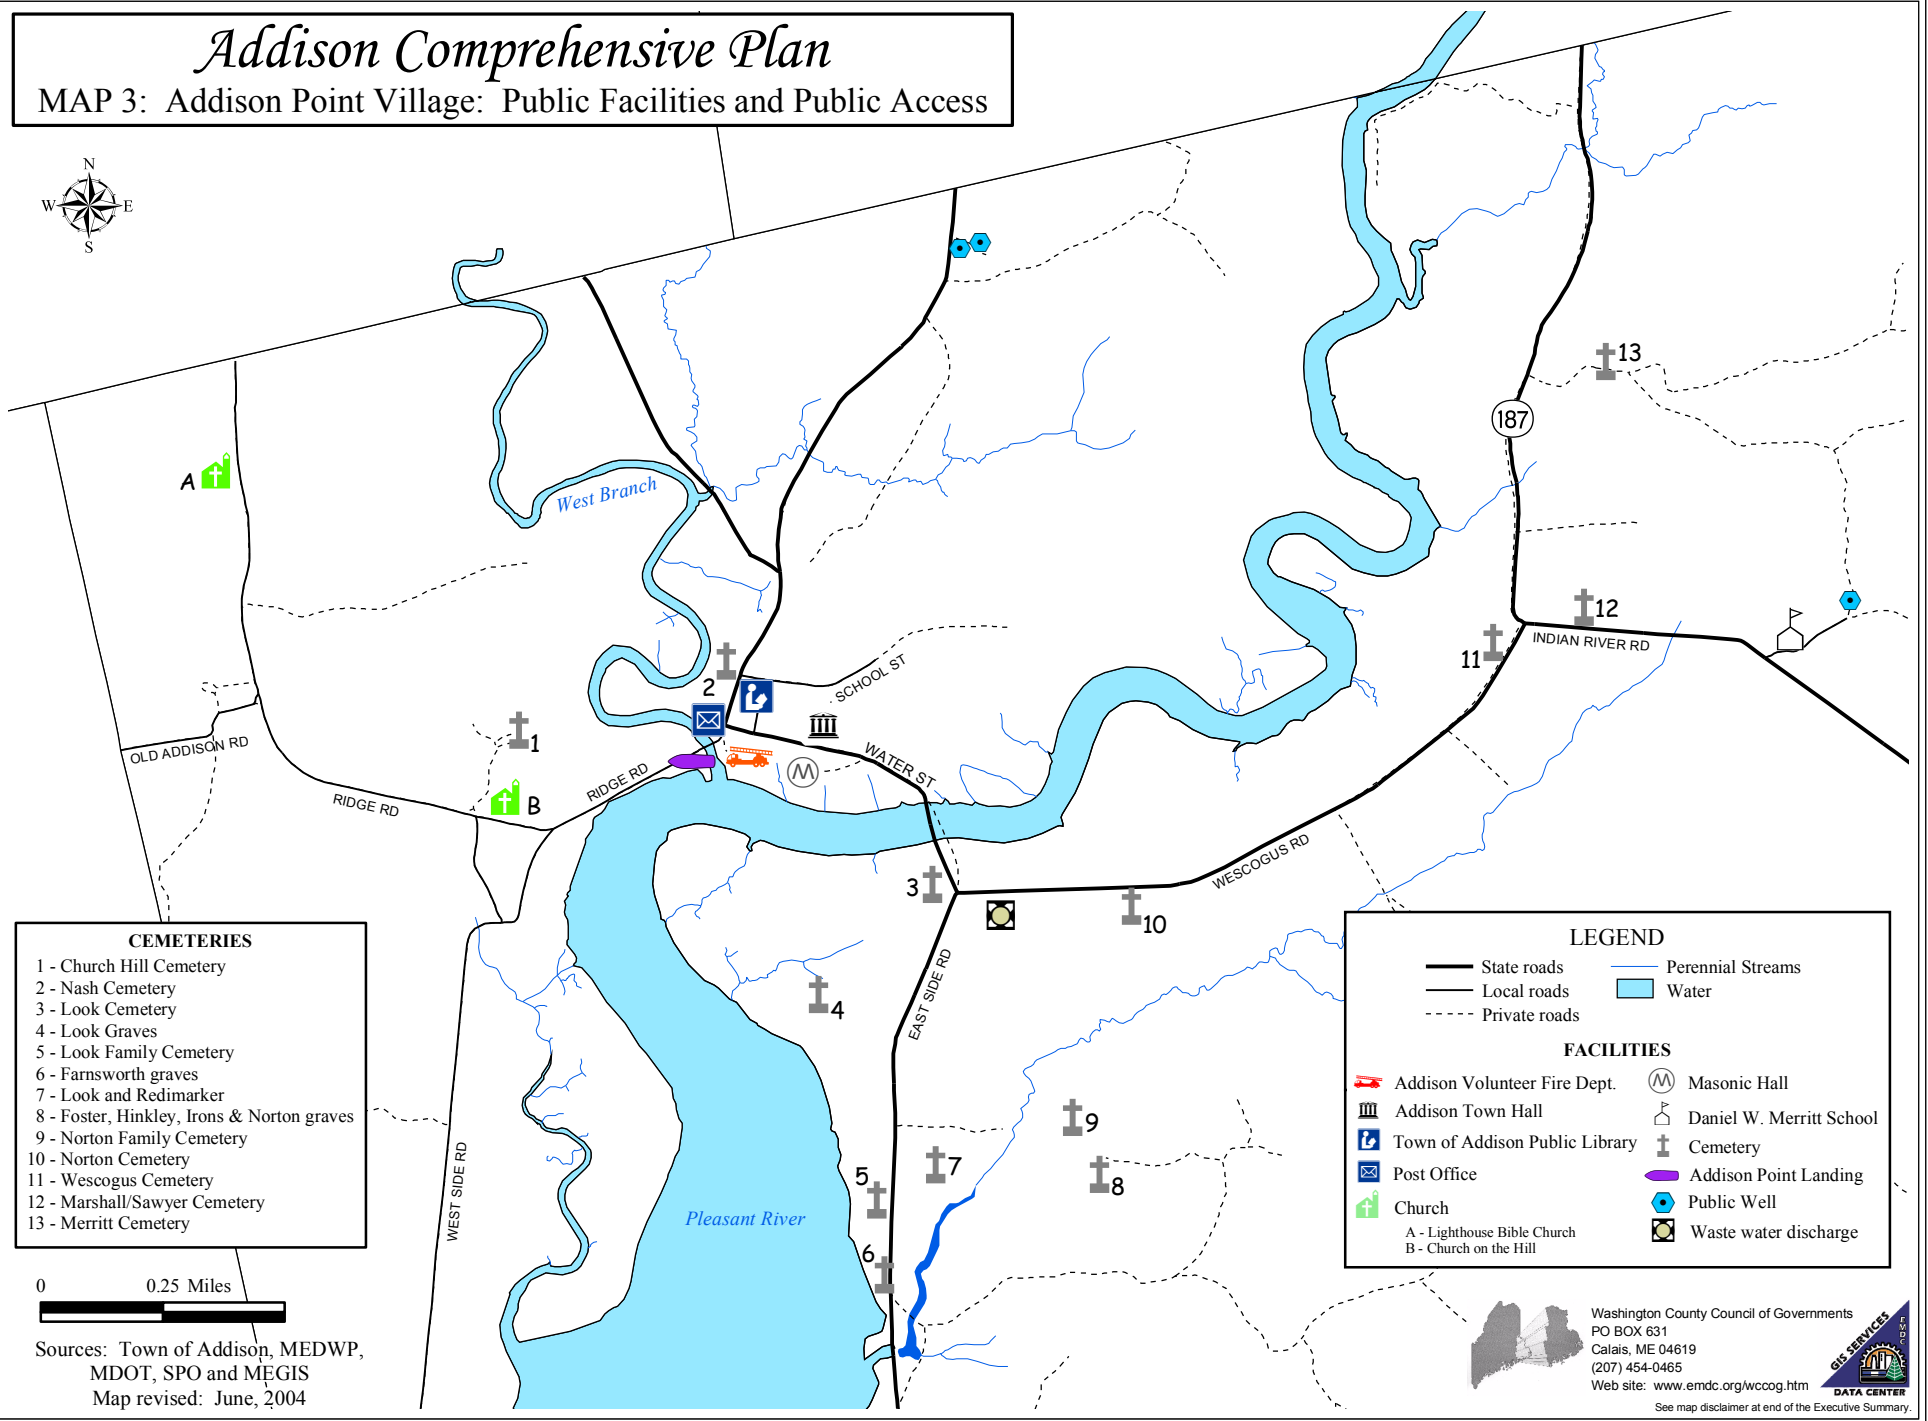 Addison Comprehensive Plan
MAP 3: Addison Point Village: Public Facilities and Public Access
N
W E
S
187
13
A
West Branch
12
INDIAN RIVER RD
11
2
SCHOOL ST
OLD ADDISON RD
1
WATER ST
RIDGE RD
RIDGE RD
B
WESCOGUS RD
3
10
EAST SIDE RD
4
9
7
8
5
6
WEST SIDE RD
Pleasant River
CEMETERIES
1 - Church Hill Cemetery
2 - Nash Cemetery
3 - Look Cemetery
4 - Look Graves
5 - Look Family Cemetery
6 - Farnsworth graves
7 - Look and Redimarker
8 - Foster, Hinkley, Irons & Norton graves
9 - Norton Family Cemetery
10 - Norton Cemetery
11 - Wescogus Cemetery
12 - Marshall/Sawyer Cemetery
13 - Merritt Cemetery
0 0.25 Miles
Sources: Town of Addison, MEDWP,
MDOT, SPO and MEGIS
Map revised: June, 2004
LEGEND
State roads
Local roads
Private roads
Perennial Streams
Water
FACILITIES
Addison Volunteer Fire Dept.
Addison Town Hall
Town of Addison Public Library
Post Office
Church
A - Lighthouse Bible Church
B - Church on the Hill
Masonic Hall
Daniel W. Merritt School
Cemetery
Addison Point Landing
Public Well
Waste water discharge
Washington County Council of Governments
PO BOX 631
Calais, ME 04619
(207) 454-0465
Web site: www.emdc.org/wccog.htm
GIS SERVICES
EMDC
DATA CENTER
See map disclaimer at end of the Executive Summary.